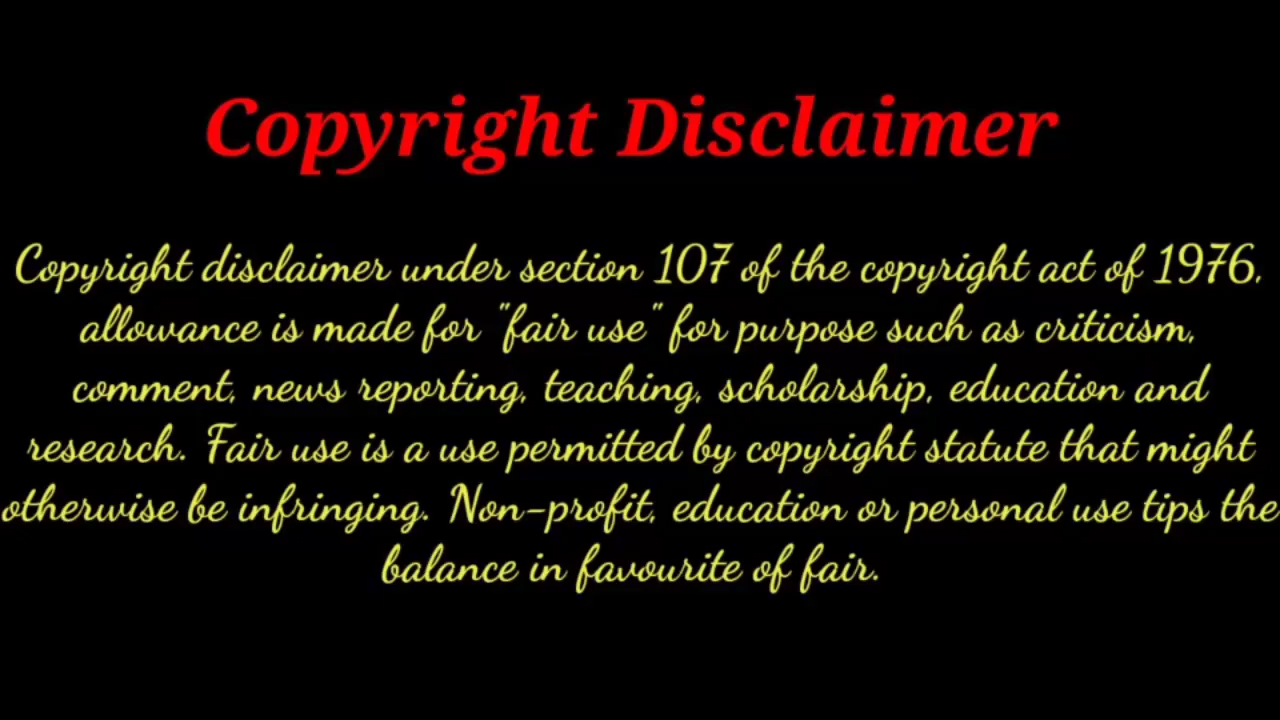 Copyright Disclaimer
Copyright disclaimer under section 107 of the copyright act of 1976,
allowance is made for "fair use" for purpose such as criticism,
comment, news reporting, teaching, scholarship, education and
research. Fair use is a use permitted by copyright statute that might
otherwise be infringing. Non-profit, education or personal use tips the
balance in favourite of fair.